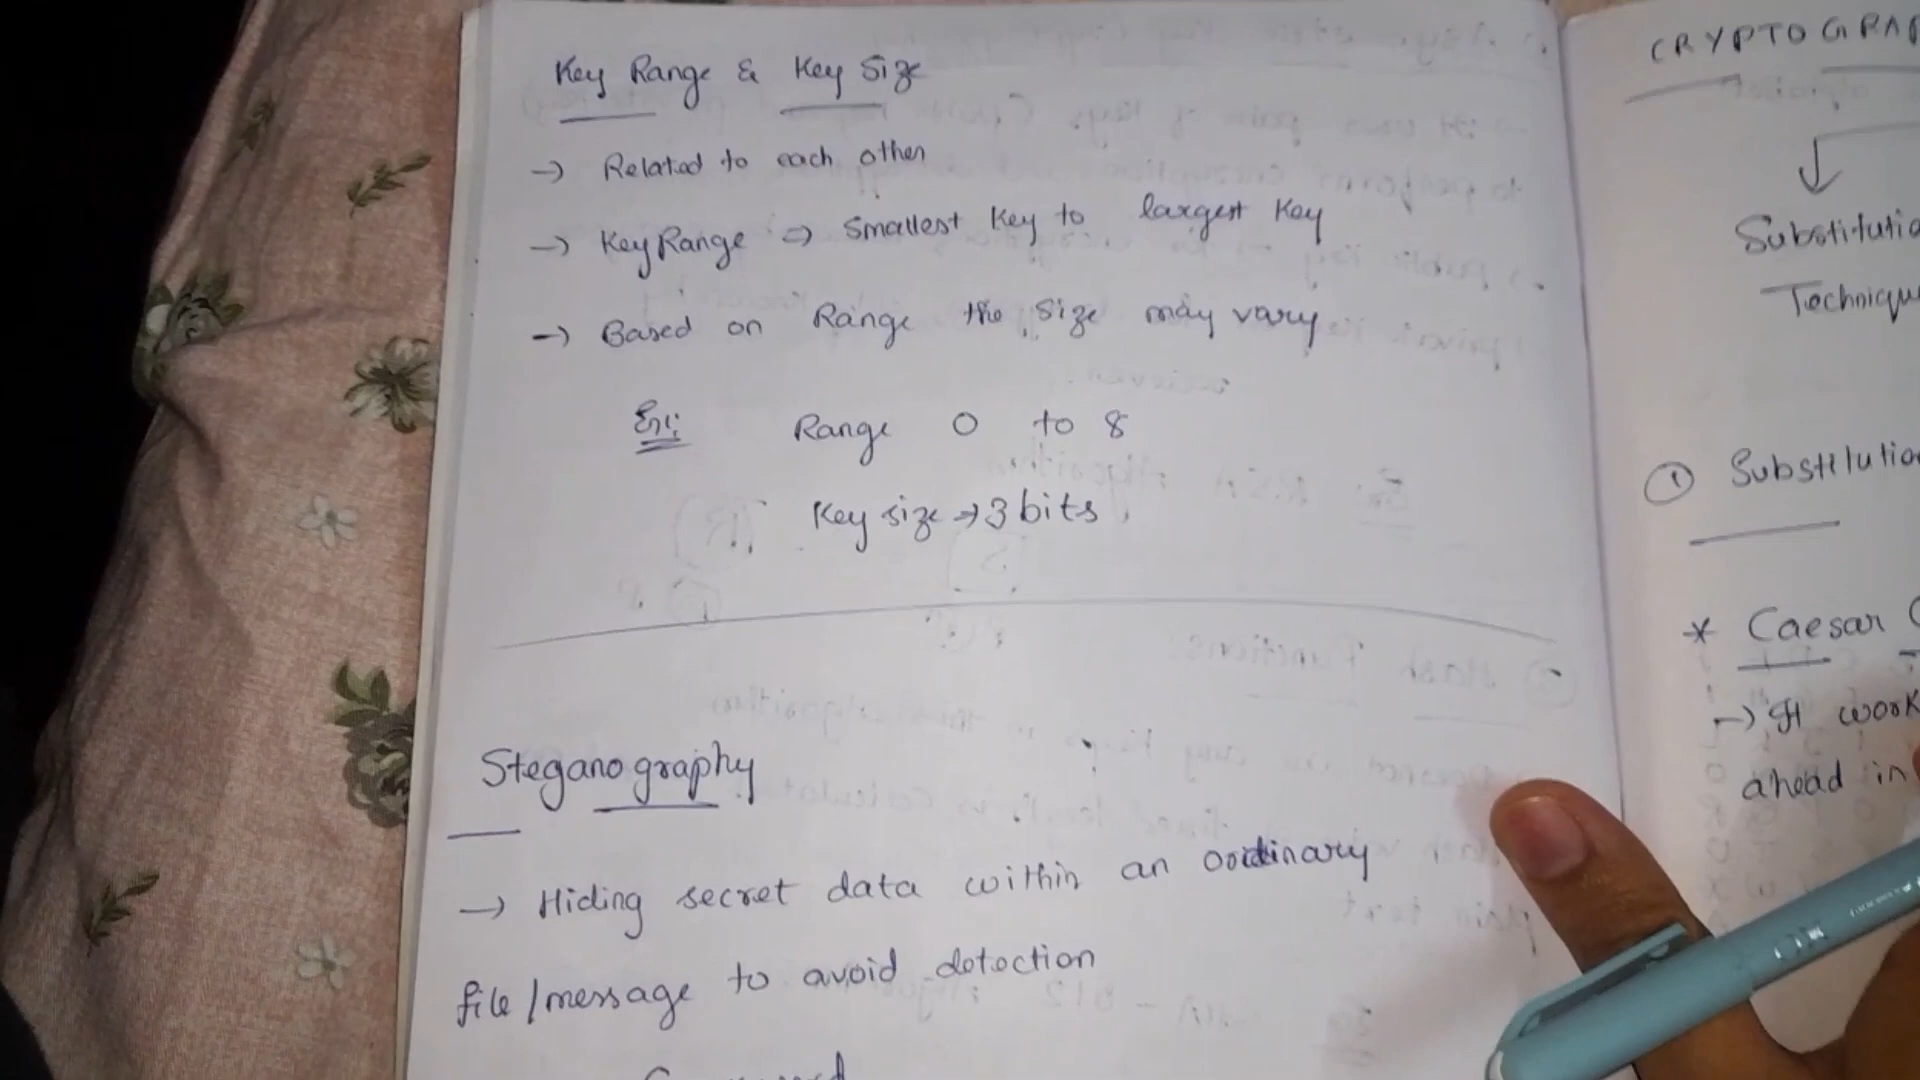 Key Range & Key Size
→ Related to each other
→ Key Range ⇒ Smallest Key to largest Key
→ Based on Range the size may vary
Ex: Range 0 to 8
Key size → 3 bits
Steganography
→ Hiding secret data within an ordinary
file/message to avoid detection
CRYPTOGRAP
Substitutio
Technique
① Substitutio
* Caesar C
→ It work
ahead in